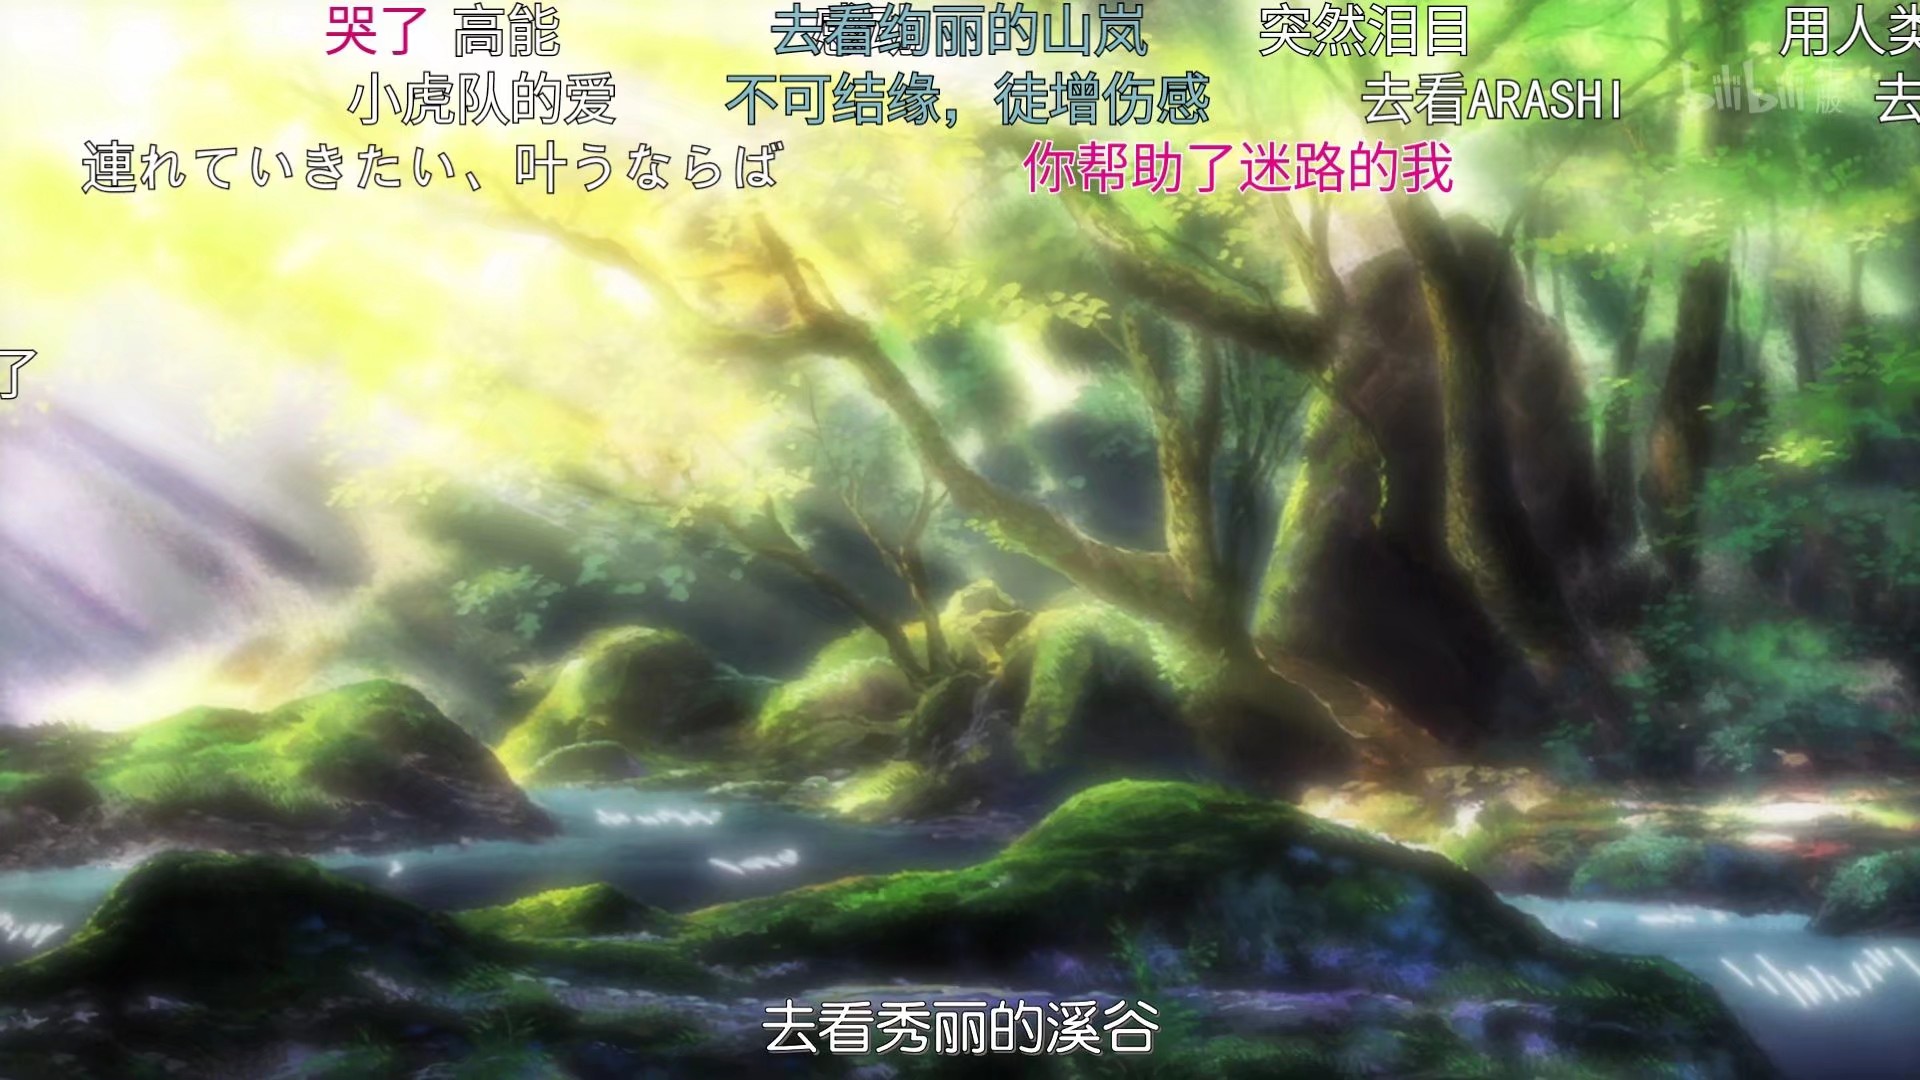 哭了 高能 去看绚丽的山岚 突然泪目 用人类
小虎队的爱 不可结缘，徒增伤感 去看ARASHI bilibili 去
連れていきたい、叶うならば 你帮助了迷路的我
了
去看秀丽的溪谷